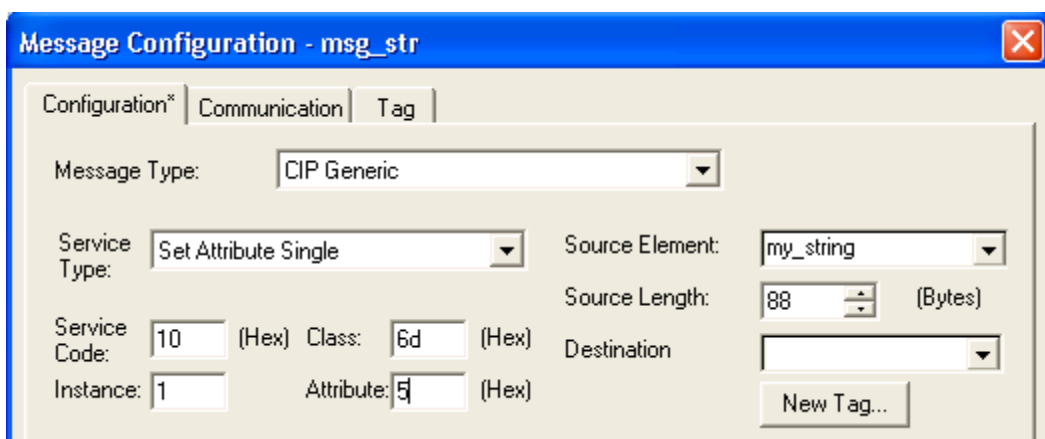 Message Configuration - msg_str
Configuration* Communication Tag
Message Type: CIP Generic
Service Type: Set Attribute Single
Source Element: my_string
Source Length: 88 (Bytes)
Service Code: 10 (Hex) Class: 6d (Hex)
Destination
Instance: 1 Attribute: 5 (Hex)
New Tag...